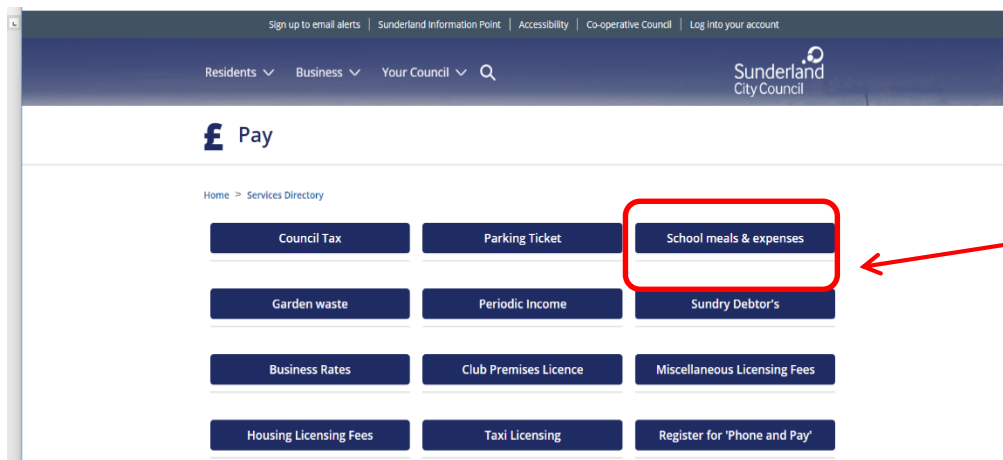 Sign up to email alerts | Sunderland Information Point | Accessibility | Co-operative Council | Log into your account
Residents Business Your Council
Sunderland
City Council
£ Pay
Home > Services Directory
Council Tax Parking Ticket School meals & expenses
Garden waste Periodic Income Sundry Debtor's
Business Rates Club Premises Licence Miscellaneous Licensing Fees
Housing Licensing Fees Taxi Licensing Register for 'Phone and Pay'